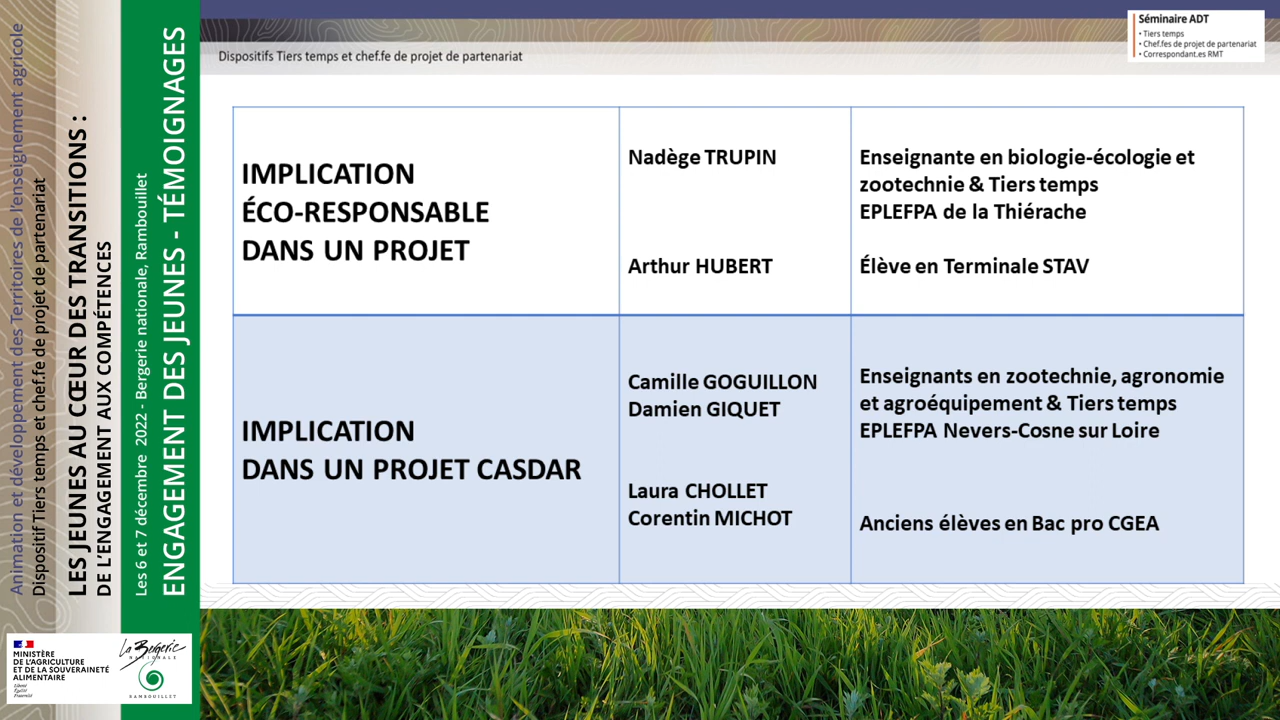 Animation et développement des Territoires de l'enseignement agricole
Dispositif Tiers temps et chef.fe de projet de partenariat
LES JEUNES AU CŒUR DES TRANSITIONS :
DE L'ENGAGEMENT AUX COMPÉTENCES
Les 6 et 7 décembre 2022 - Bergerie nationale, Rambouillet
ENGAGEMENT DES JEUNES - TÉMOIGNAGES
MINISTÈRE
DE L'AGRICULTURE
ET DE LA SOUVERAINETÉ
ALIMENTAIRE
Liberté
Égalité
Fraternité
La Bergerie
NATIONALE
RAMBOUILLET
Dispositifs Tiers temps et chef.fe de projet de partenariat
Séminaire ADT
• Tiers temps
• Chef.fes de projet de partenariat
• Correspondant.es RMT
IMPLICATION
ÉCO-RESPONSABLE
DANS UN PROJET
Nadège TRUPIN
Enseignante en biologie-écologie et
zootechnie & Tiers temps
EPLEFPA de la Thiérache
Arthur HUBERT
Élève en Terminale STAV
IMPLICATION
DANS UN PROJET CASDAR
Camille GOGUILLON
Damien GIQUET
Enseignants en zootechnie, agronomie
et agroéquipement & Tiers temps
EPLEFPA Nevers-Cosne sur Loire
Laura CHOLLET
Corentin MICHOT
Anciens élèves en Bac pro CGEA